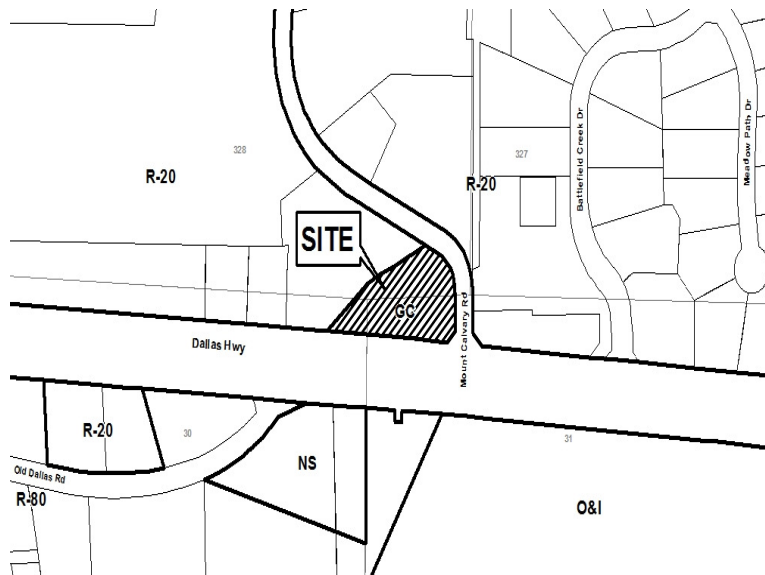 328
R-20
327
R-20
Battlefield Creek Dr
Meadow Path Dr
SITE
GC
Mount Calvary Rd
Dallas Hwy
R-20
30
31
NS
Old Dallas Rd
R-80
O&I